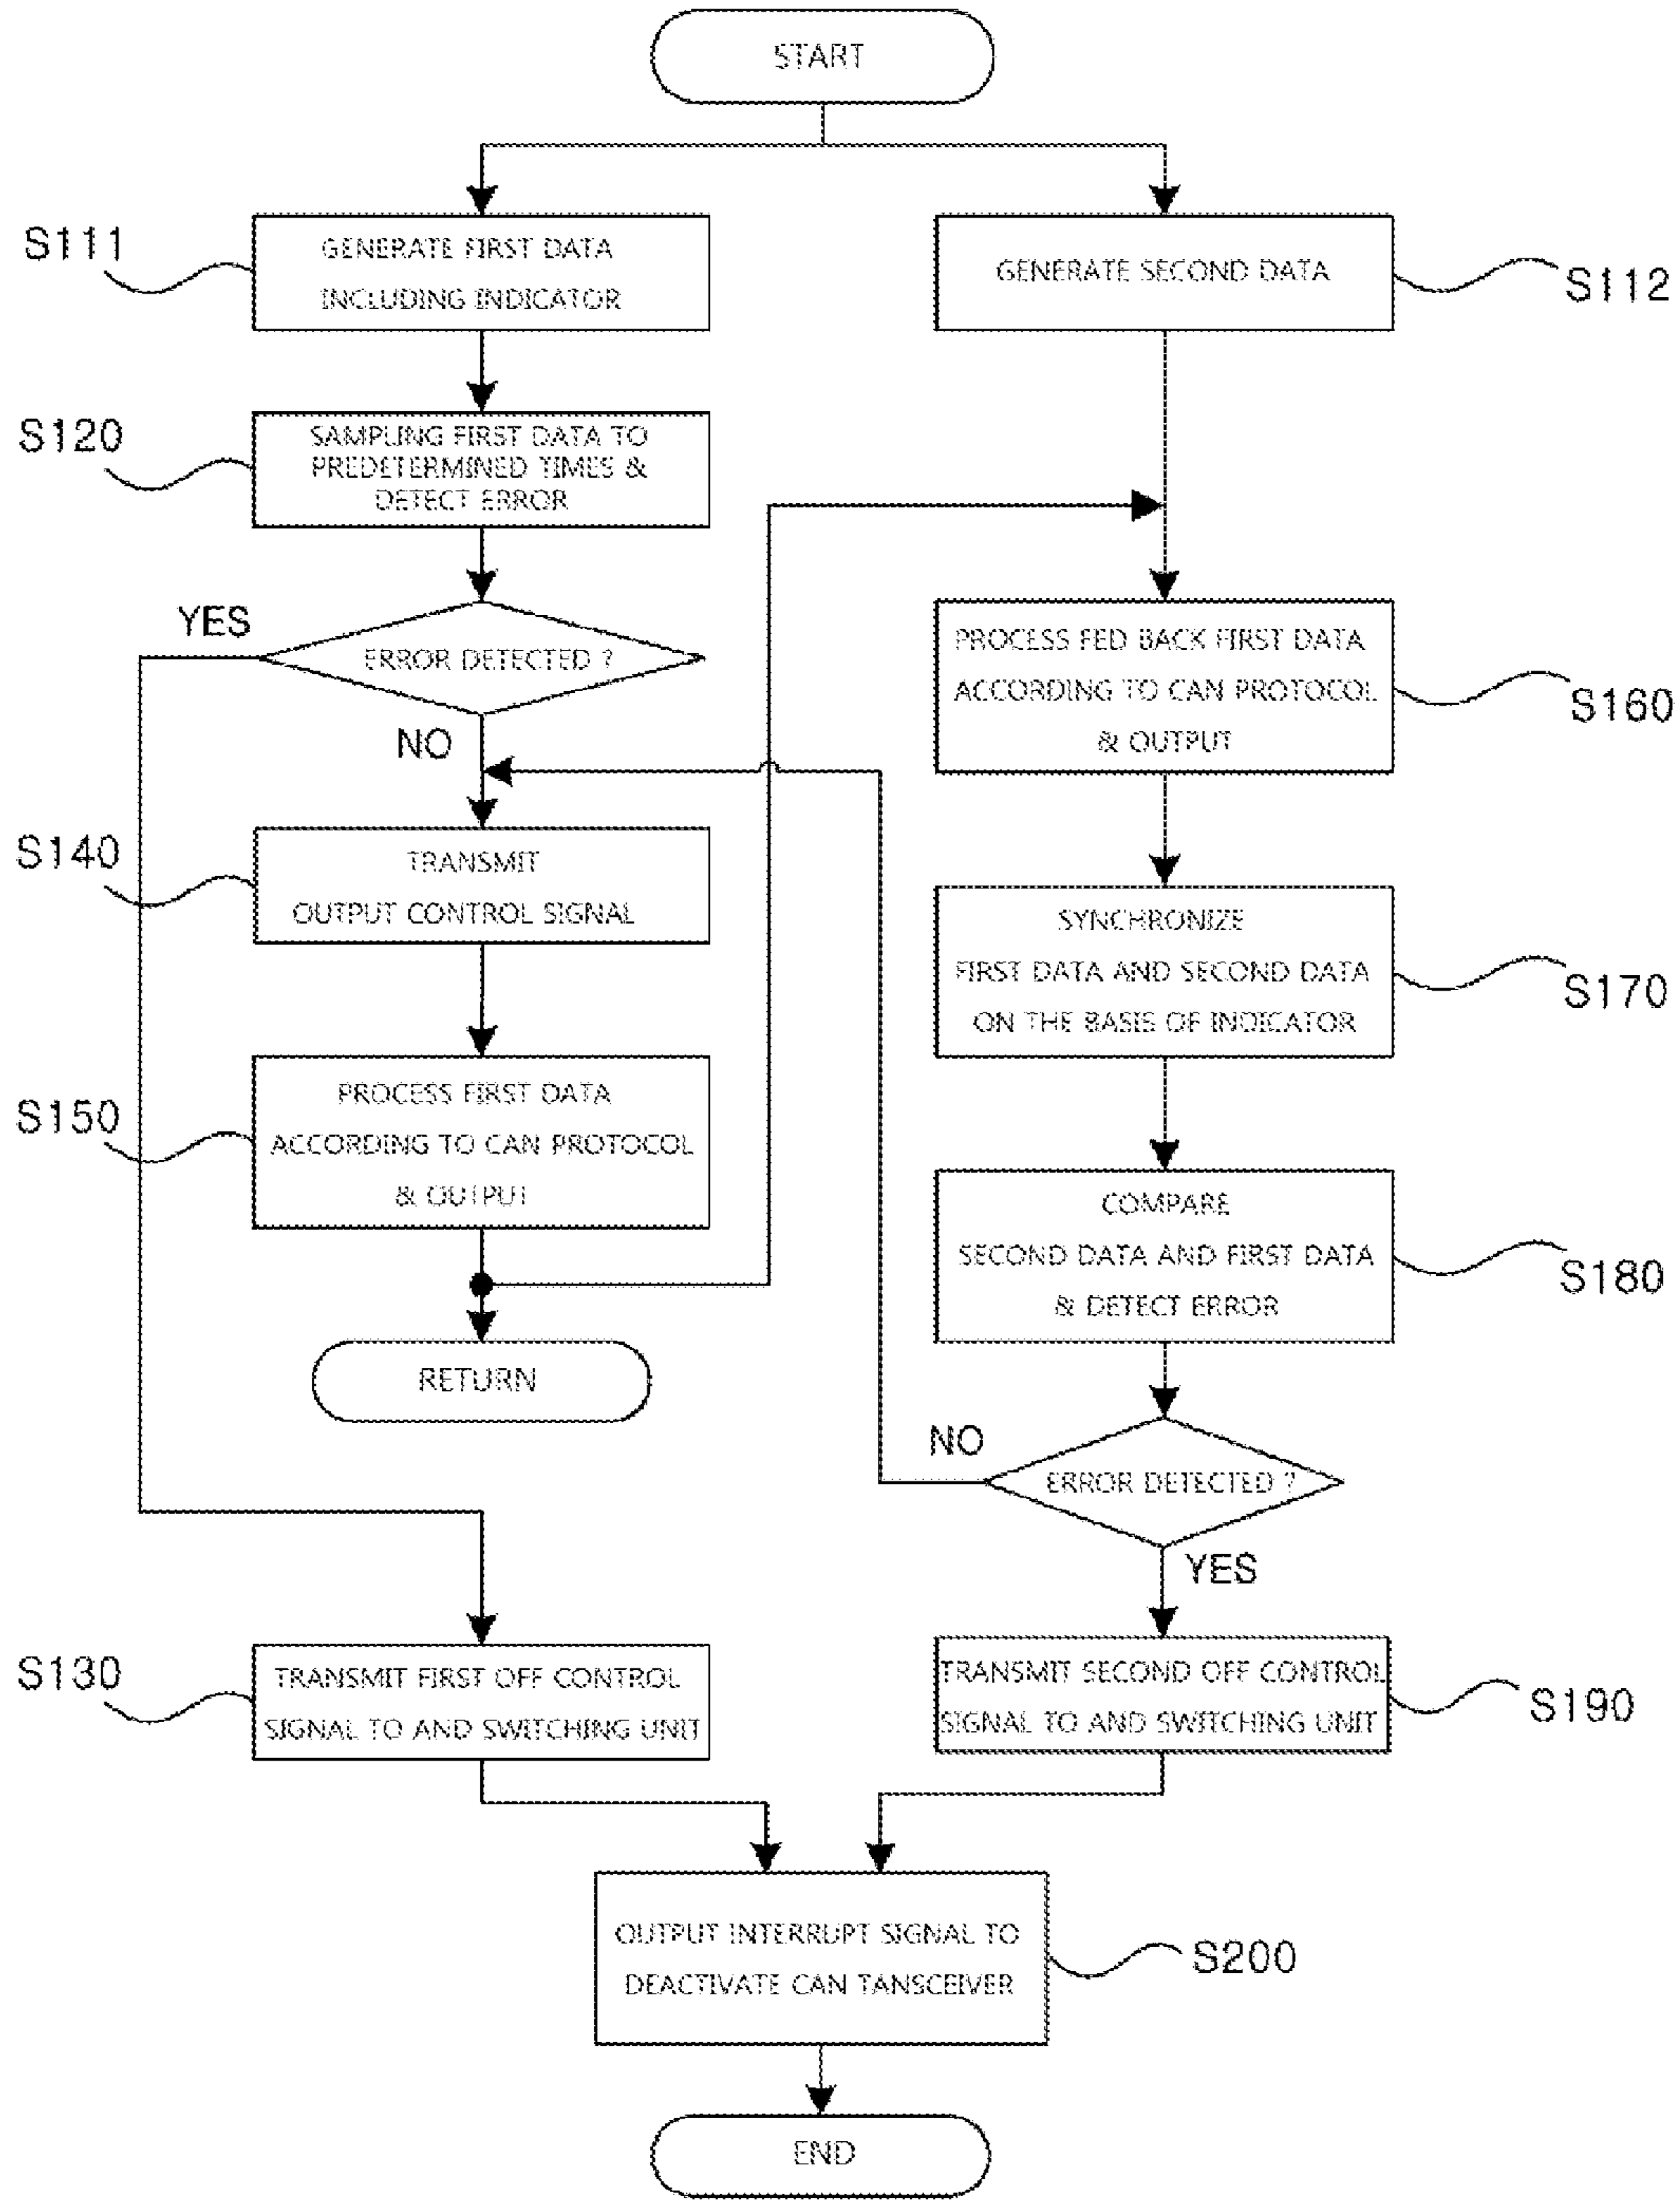 START
S111
GENERATE FIRST DATA
INCLUDING INDICATOR
GENERATE SECOND DATA
S112
S120
SAMPLING FIRST DATA TO
PREDETERMINED TIMES &
DETECT ERROR
YES
ERROR DETECTED ?
NO
PROCESS FED BACK FIRST DATA
ACCORDING TO CAN PROTOCOL
& OUTPUT
S160
S140
TRANSMIT
OUTPUT CONTROL SIGNAL
SYNCHRONIZE
FIRST DATA AND SECOND DATA
ON THE BASIS OF INDICATOR
S170
S150
PROCESS FIRST DATA
ACCORDING TO CAN PROTOCOL
& OUTPUT
COMPARE
SECOND DATA AND FIRST DATA
& DETECT ERROR
S180
RETURN
NO
ERROR DETECTED ?
YES
S130
TRANSMIT FIRST OFF CONTROL
SIGNAL TO AND SWITCHING UNIT
TRANSMIT SECOND OFF CONTROL
SIGNAL TO AND SWITCHING UNIT
S190
OUTPUT INTERRUPT SIGNAL TO
DEACTIVATE CAN TANSCEIVER
S200
END